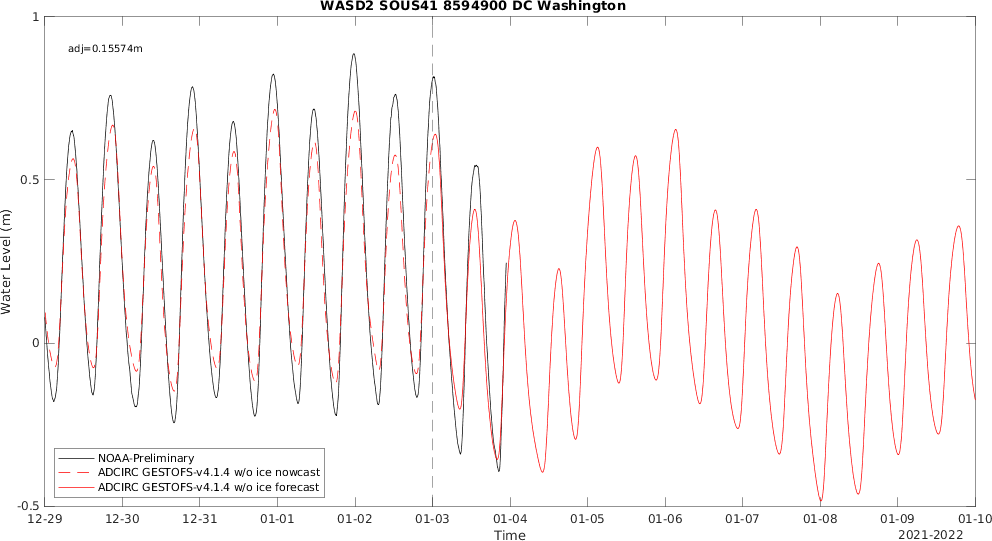 WASD2 SOUS41 8594900 DC Washington
adj=0.15574m
1
0.5
0
-0.5
Water Level (m)
NOAA-Preliminary
ADCIRC GESTOFS-v4.1.4 w/o ice nowcast
ADCIRC GESTOFS-v4.1.4 w/o ice forecast
12-29 12-30 12-31 01-01 01-02 01-03 01-04 01-05 01-06 01-07 01-08 01-09 01-10
Time
2021-2022